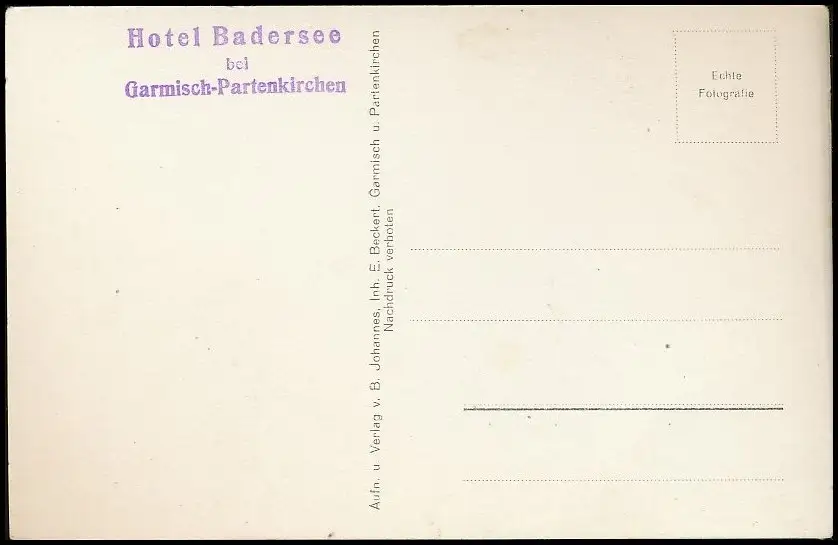 Hotel Badersee
bei
Garmisch-Partenkirchen
Aufn. u Verlag v. B. Johannes, Inh. E. Beckert, Garmisch u. Partenkirchen
Nachdruck verboten
Echte
Fotografie